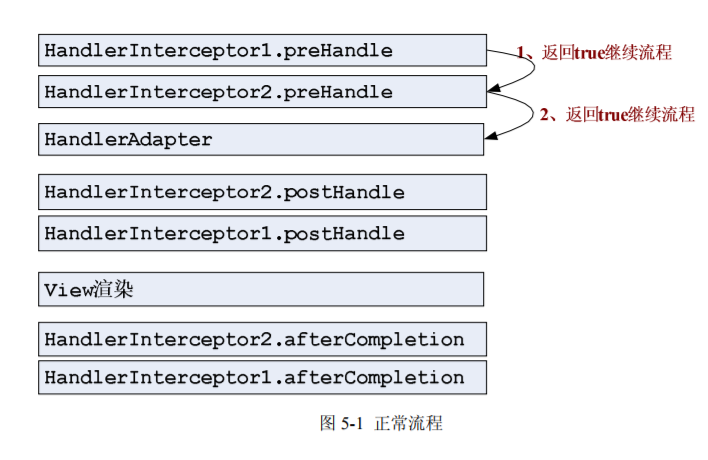 HandlerInterceptor1.preHandle
1、返回true继续流程
HandlerInterceptor2.preHandle
2、返回true继续流程
HandlerAdapter
HandlerInterceptor2.postHandle
HandlerInterceptor1.postHandle
View渲染
HandlerInterceptor2.afterCompletion
HandlerInterceptor1.afterCompletion
图 5-1 正常流程